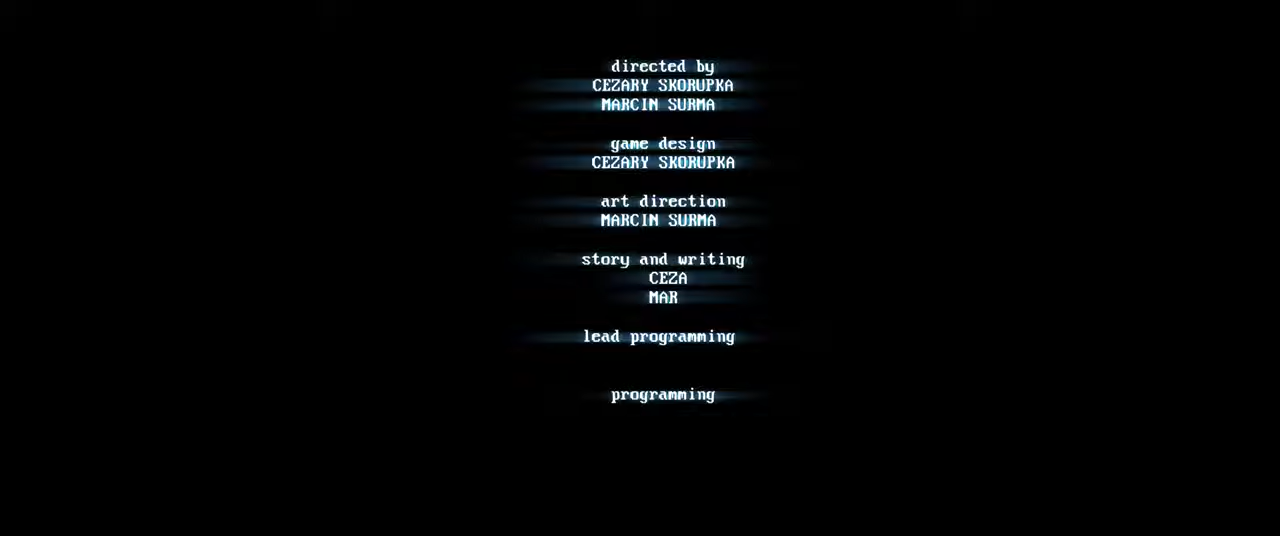 directed by
CEZARY SKORUPKA
MARCIN SURMA
game design
CEZARY SKORUPKA
art direction
MARCIN SURMA
story and writing
CEZA
MAR
lead programming
programming